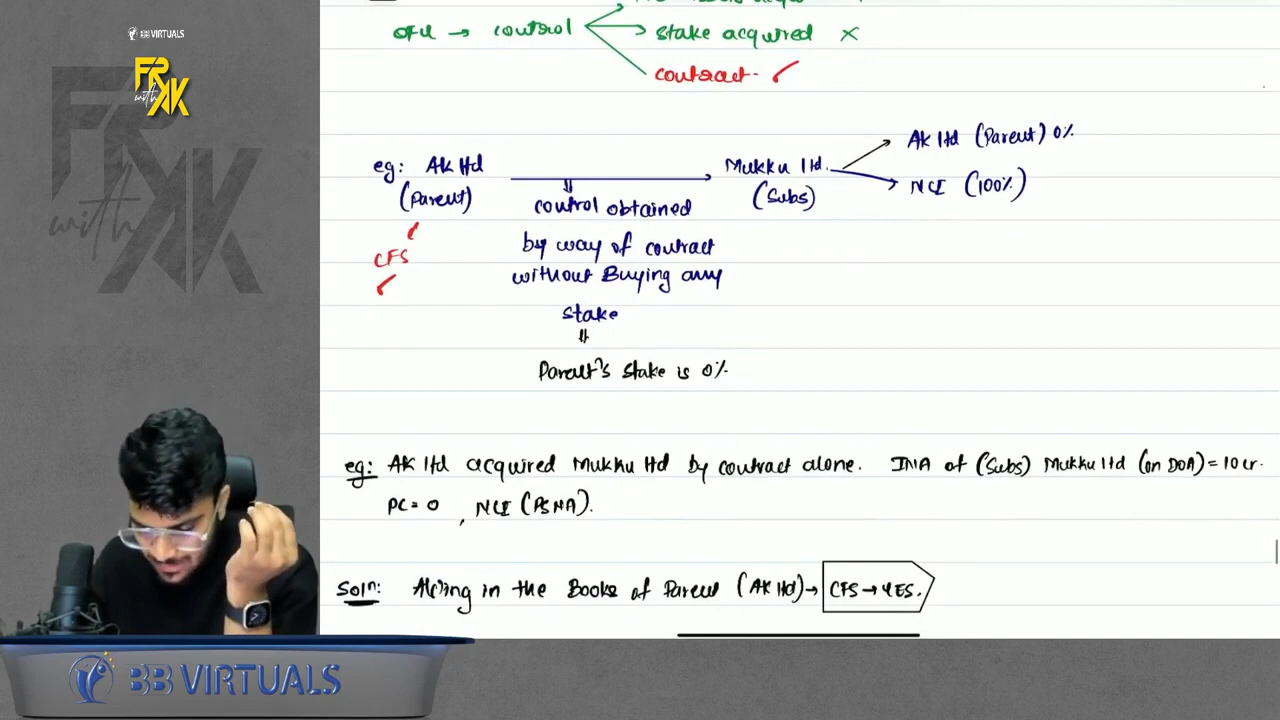 BB VIRTUALS
FR
with
AK
FR
with
AK
OFU → control
stake acquired ×
contract- ✓
eg: AK ltd
(Parent)
CFS
✓
control obtained
by way of contract
without Buying any
stake
Parent's stake is 0%
Mukku ltd.
(Subs)
AK ltd (Parent) 0%
NCI (100%)
eg: AK ltd acquired Mukku ltd by contract alone. INA of (Subs) Mukku ltd (on DOA) = 10 cr.
PC = 0 , NCI (PSNA).
Soln: in the Books of Parent (AK ltd) → CFS → YES.
BB VIRTUALS